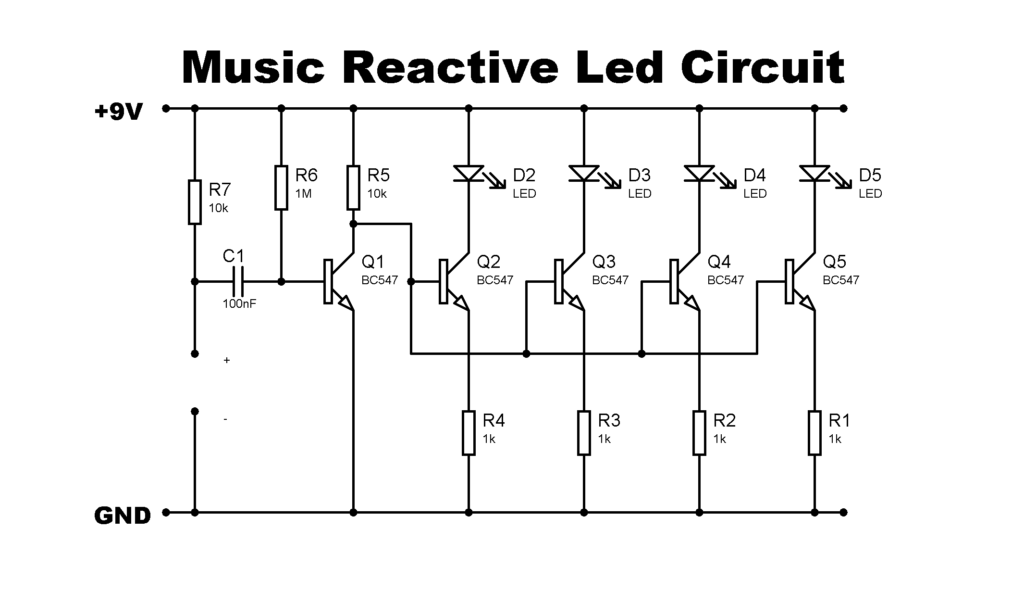 Music Reactive Led Circuit
+9V
R7
10k
R6
1M
R5
10k
D2
LED
D3
LED
D4
LED
D5
LED
C1
100nF
Q1
BC547
Q2
BC547
Q3
BC547
Q4
BC547
Q5
BC547
+
-
R4
1k
R3
1k
R2
1k
R1
1k
GND